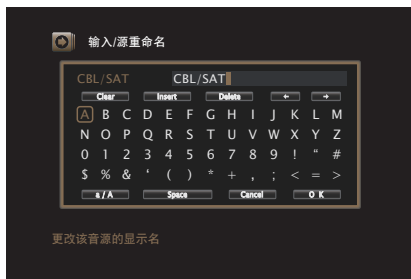 输入/源重命名
CBL/SAT CBL/SAT
Clear Insert Delete ← →
A B C D E F G H I J K L M
N O P Q R S T U V W X Y Z
0 1 2 3 4 5 6 7 8 9 ! “ #
$ % & ‘ ( ) * + , ; < = >
a / A Space Cancel O K
更改该音源的显示名